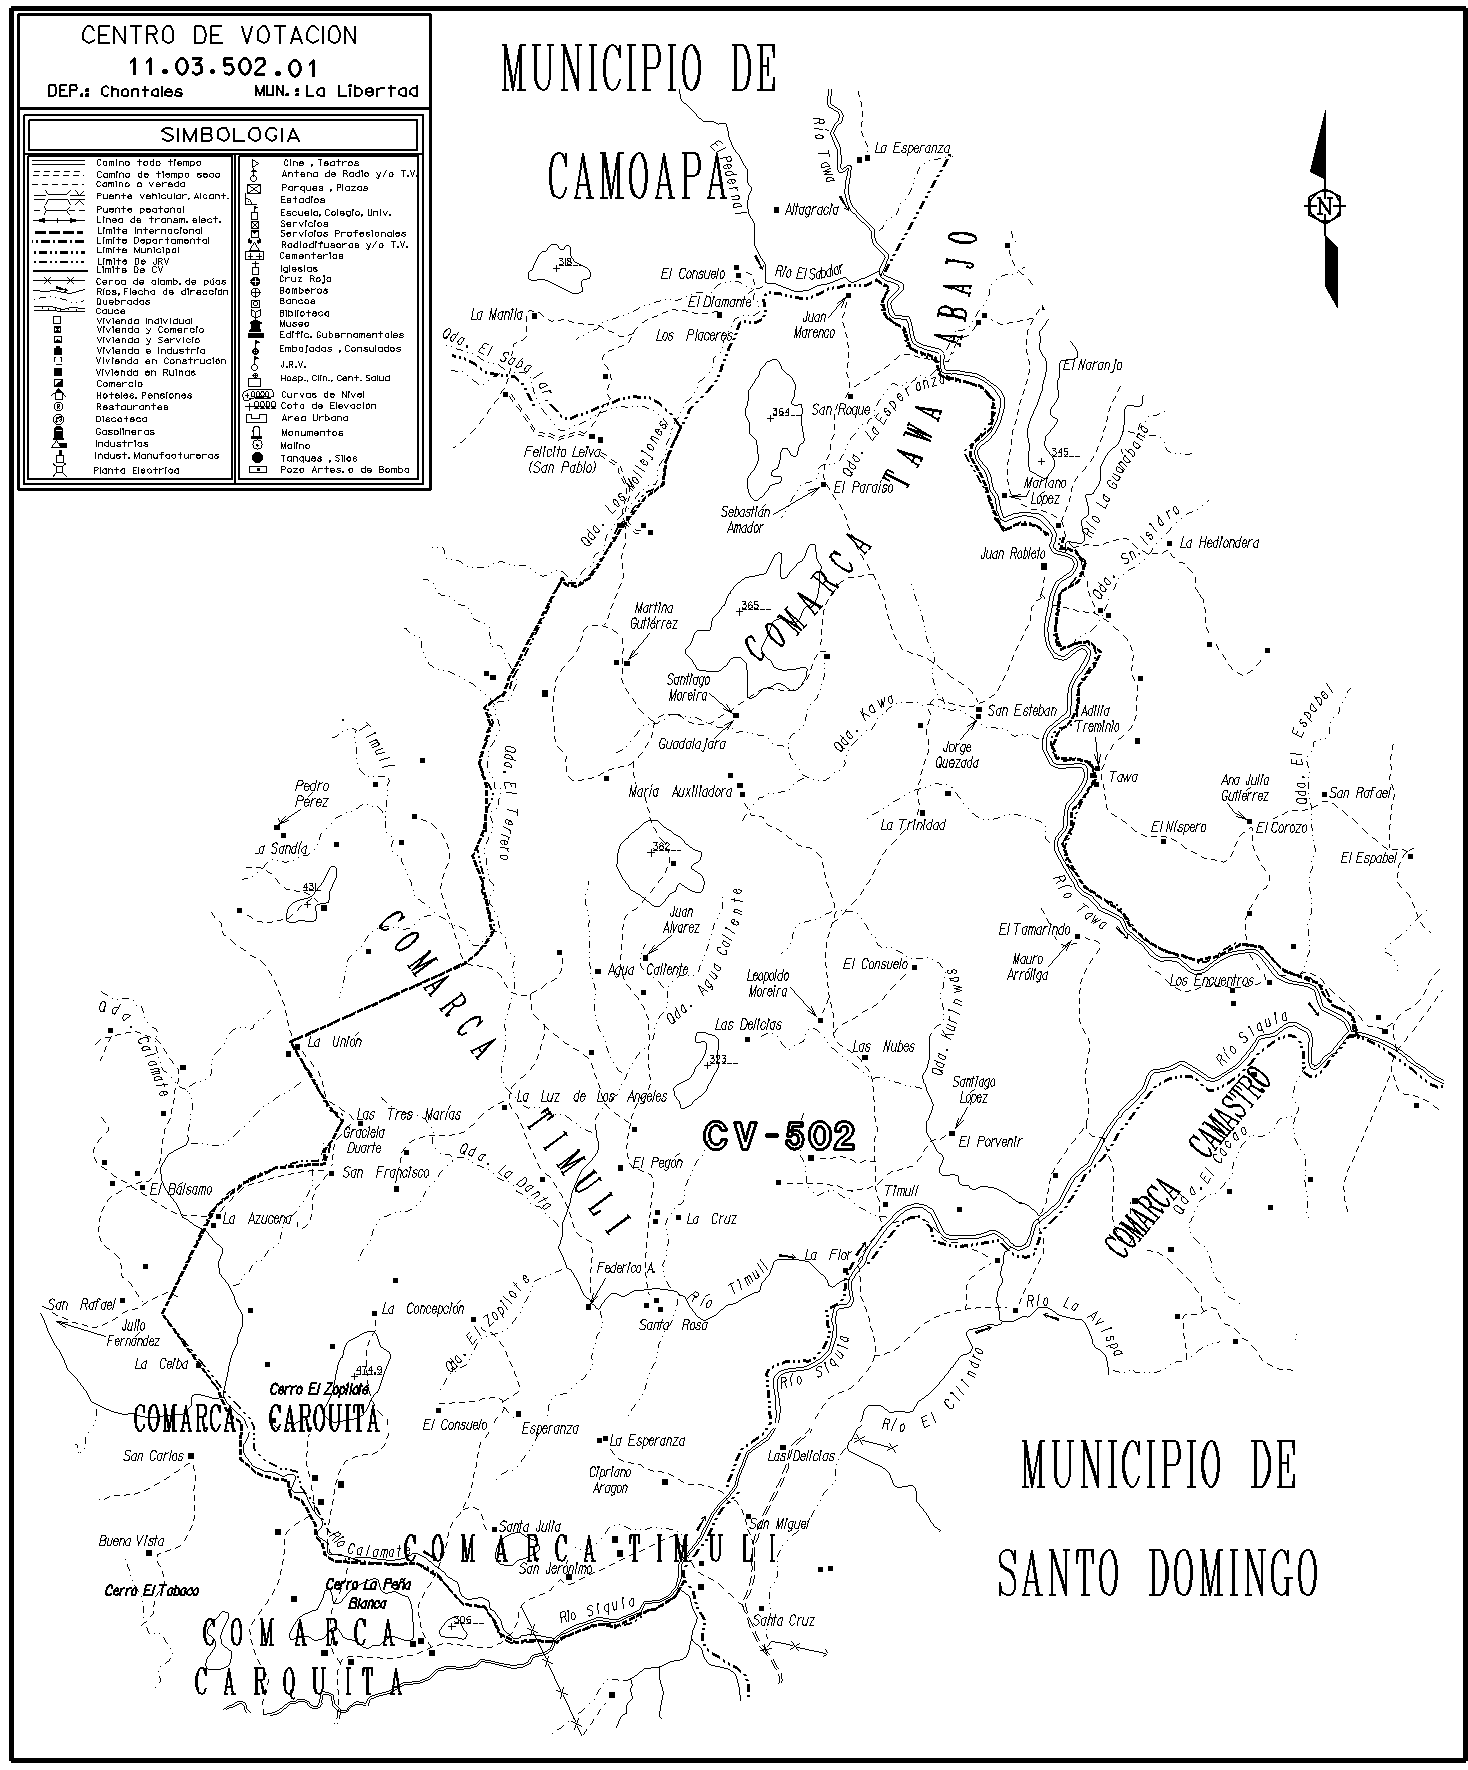 CENTRO DE VOTACION
11.03.502.01
DEP.: Chontales MUN.: La Libertad
SIMBOLOGIA
Camino todo tiempo
Camino de tiempo seco
Camino o vereda
Puente vehicular, Alcant.
Puente peatonal
Linea de transm. elect.
Límite Internacional
Límite Departamental
Límite Municipal
Límite De JRV
Límite De CV
Cerca de alamb. de púas
Ríos, Flecha de dirección
Quebradas
Cauce
Vivienda Individual
Vivienda y Comercio
Vivienda y Servicio
Vivienda e Industria
Vivienda en Construcion
Vivienda en Ruinas
Comercio
Hoteles, Pensiones
Restaurantes
Discoteca
Gasolineras
Industrias
Indust. Manufactureras
Planta Electrica
Cine, Teatros
Antena de Radio y/o T.V.
Parques, Plazas
Estadios
Escuela, Colegio, Univ.
Servicios
Servicios Profesionales
Radiodifusoras y/o T.V.
Cementerios
Iglesias
Cruz Roja
Bomberos
Bancos
Biblioteca
Museo
Edific. Gubernamentales
Embajadas, Consulados
J.R.V.
Hosp., Clin., Cent. Salud
Curvas de Nivel
Cota de Elevación
Area Urbana
Monumentos
Molino
Tanques, Silos
Pozo Artes. o de Bomba
MUNICIPIO DE
CAMOAPA
N
El Pedernal
Río Tawa
La Esperanza
Altagracia
318
El Consuelo
Río El Sabalar
El Diamante
La Manila
Los Placeres
Juan
Marenco
COMARCA TAWA ABAJO
Qda. El Sabalar
El Naranjo
364
San Roque
Qda. La Esperanza
Felicito Leiva
(San Pablo)
Qda. Los Mollejones
345
Mariano
López
Río La Guanábana
El Paraíso
Sebastián
Amador
Juan Robleto
Qda. Sn. Isidro
La Hedlondera
365
Martina
Gutiérrez
Santiago
Moreira
Guadalajara
Qda. Kawa
San Esteban
Jorge
Quezada
Adilia
Treminio
Tawa
Qda. El Espabel
Timuli
Qda. El Terrero
Pedro
Pérez
La Sandía
María Auxiliadora
La Trinidad
Ana Julia
Gutiérrez
San Rafael
El Níspero
El Corozo
El Espabel
362
431
Río Tawa
Juan
Alvarez
Qda. Agua Caliente
El Tamarindo
Mauro
Arróliga
COMARCA TIMULI
Agua Caliente
Leopoldo
Moreira
El Consuelo
Qda. Kurinwas
Los Encuentros
Qda. Calamate
La Unión
Las Delicias
Las Nubes
Río Siquia
323
La Luz de Los Angeles
Santiago
López
Las Tres Marías
Graciela
Duarte
CV-502
El Porvenir
COMARCA CAMASTRO
Qda. El Cacao
San Francisco
Qda. La Danta
El Pegón
El Bálsamo
Timuli
La Azucena
La Cruz
La Flor
Federico A.
Río Timuli
San Rafael
Julio
Fernández
La Concepción
Qda. El Zopilote
Santa Rosa
Río La Avispa
La Ceiba
474.9
Cerro El Zopilote
Río Siquia
Río El Cilindro
COMARCA CARQUITA
El Consuelo
Esperanza
La Esperanza
San Carlos
Cipriano
Aragon
Las Delicias
MUNICIPIO DE
SANTO DOMINGO
Santa Julia
San Miguel
Buena Vista
Río Calamate
COMARCA TIMULI
San Jerónimo
Cerro El Tabaco
Cerro La Peña
Blanca
306
Río Siquia
Santa Cruz
COMARCA
CARQUITA